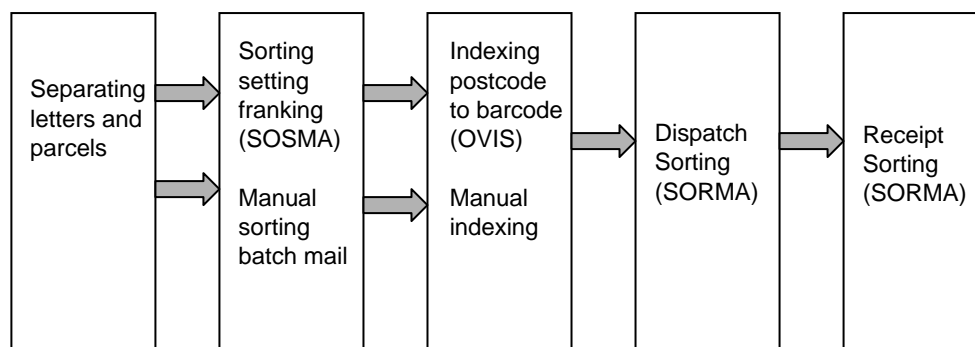 Separating
letters and
parcels
Sorting
setting
franking
(SOSMA)
Manual
sorting
batch mail
Indexing
postcode
to barcode
(OVIS)
Manual
indexing
Dispatch
Sorting
(SORMA)
Receipt
Sorting
(SORMA)